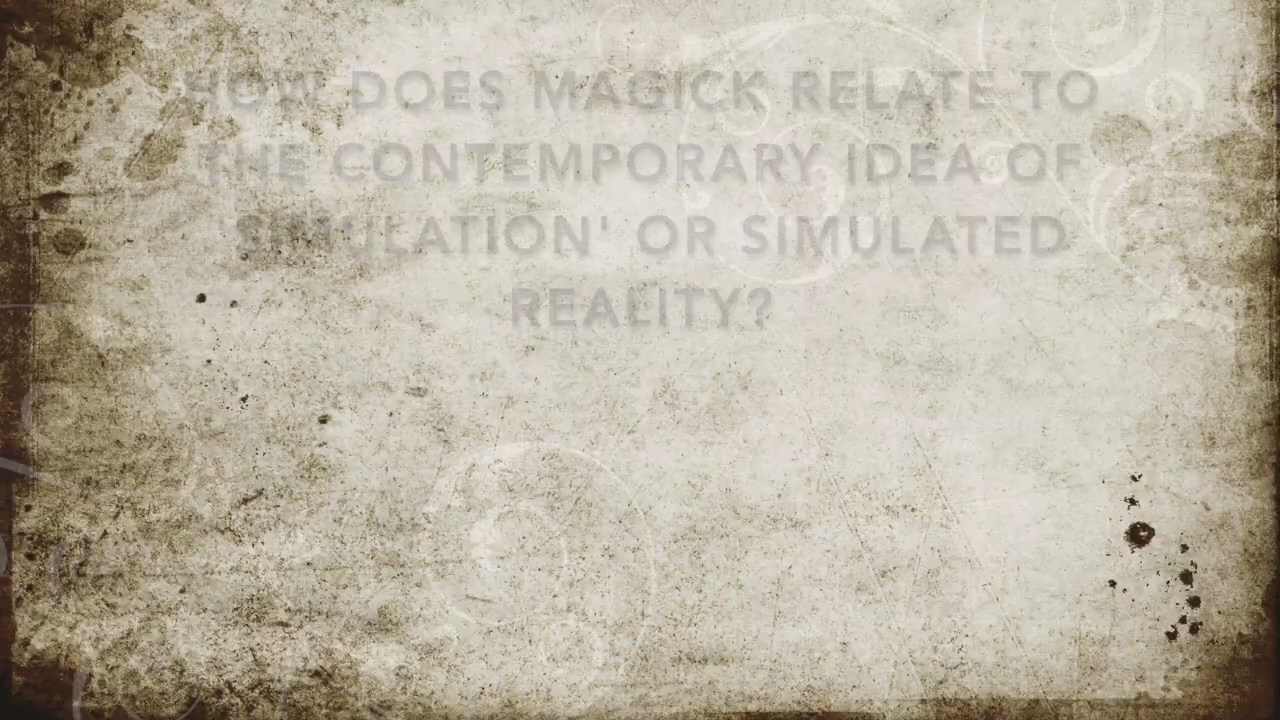 HOW DOES MAGICK RELATE TO
THE CONTEMPORARY IDEA OF
'SIMULATION' OR SIMULATED
REALITY?